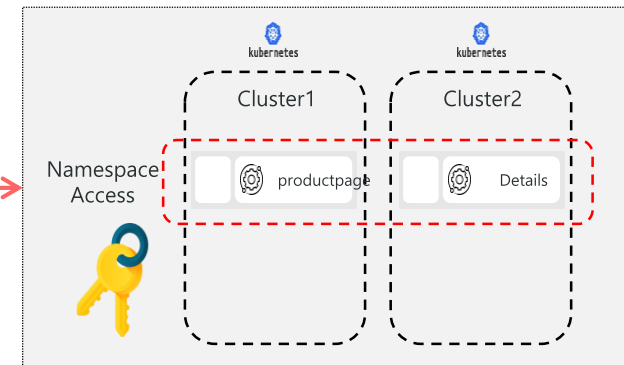 kubernetes
kubernetes
Cluster1
Cluster2
Namespace
Access
productpage
Details